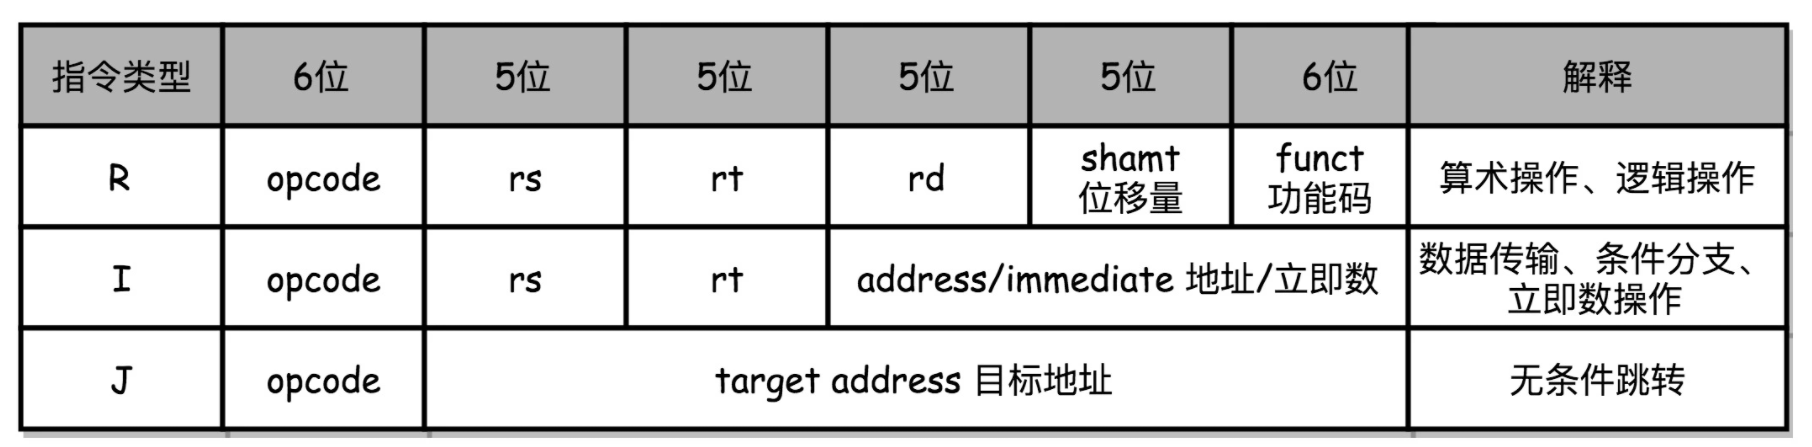 指令类型 6位 5位 5位 5位 5位 6位 解释
R opcode rs rt rd shamt 位移量 funct 功能码 算术操作、逻辑操作
I opcode rs rt address/immediate 地址/立即数 数据传输、条件分支、
立即数操作
J opcode target address 目标地址 无条件跳转